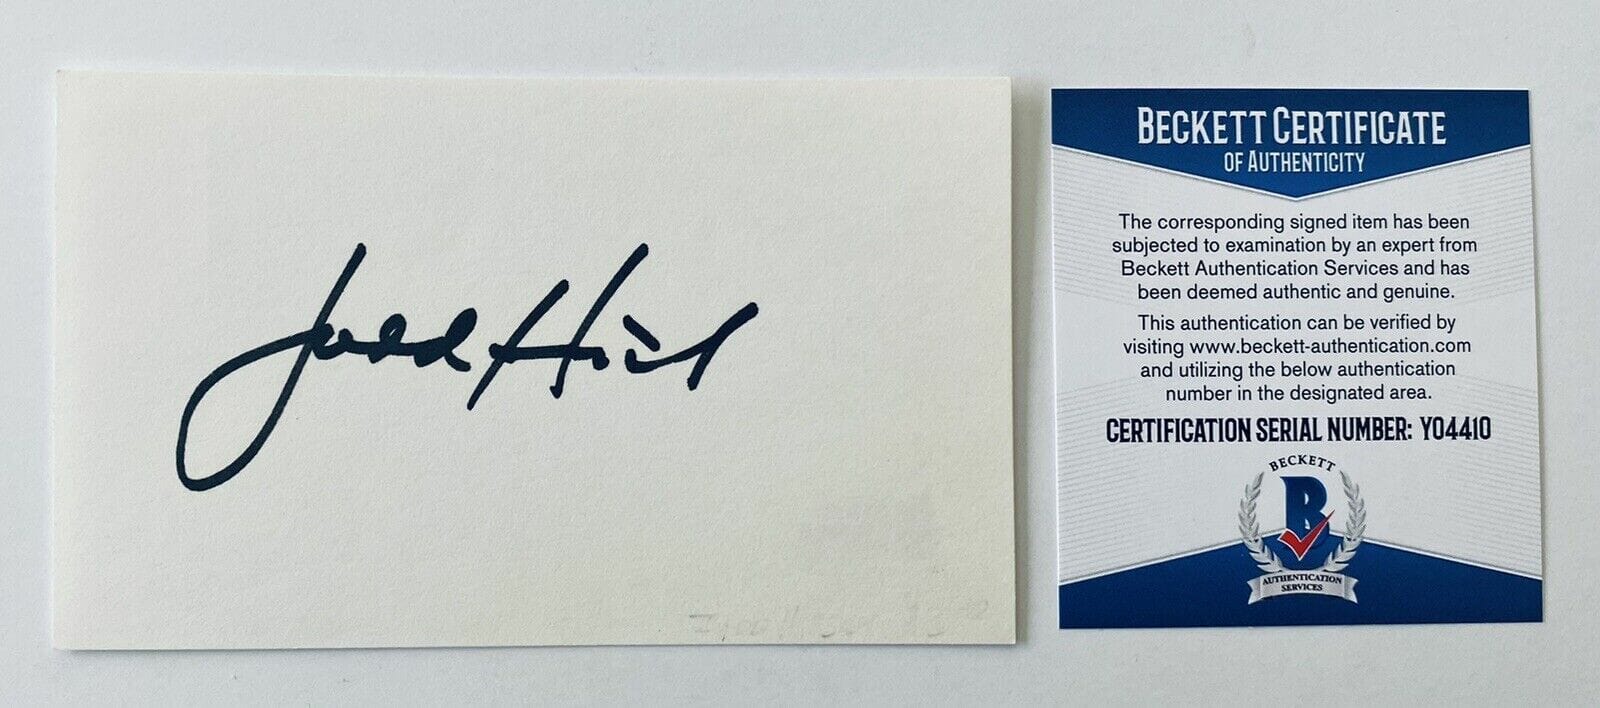 Judd Hirsch
BECKETT CERTIFICATE
OF AUTHENTICITY
The corresponding signed item has been
subjected to examination by an expert from
Beckett Authentication Services and has
been deemed authentic and genuine.
This authentication can be verified by
visiting www.beckett-authentication.com
and utilizing the below authentication
number in the designated area.
CERTIFICATION SERIAL NUMBER: Y04410
BECKETT
B
AUTHENTICATION
SERVICES